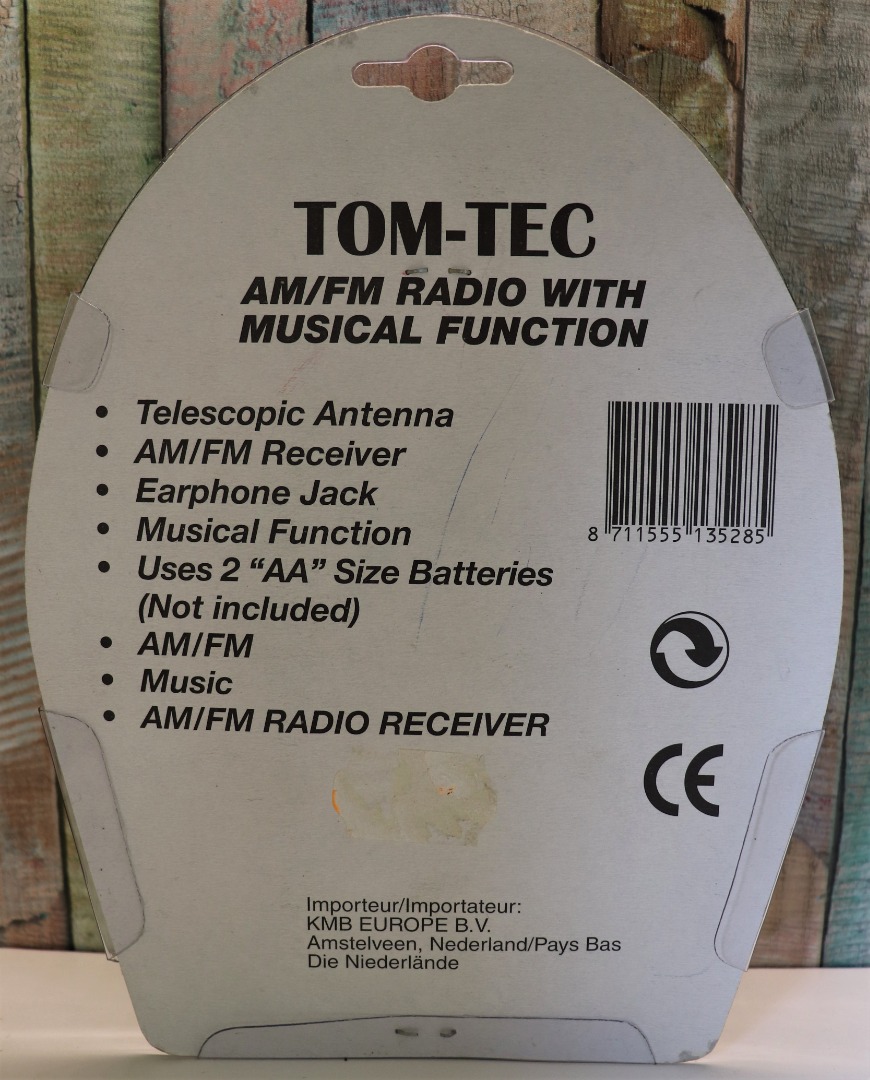 TOM-TEC
AM/FM RADIO WITH
MUSICAL FUNCTION
• Telescopic Antenna
• AM/FM Receiver
• Earphone Jack
• Musical Function
• Uses 2 “AA” Size Batteries
(Not included)
• AM/FM
• Music
• AM/FM RADIO RECEIVER
8 711555 135285
CE
Importeur/Importateur:
KMB EUROPE B.V.
Amstelveen, Nederland/Pays Bas
Die Niederlände